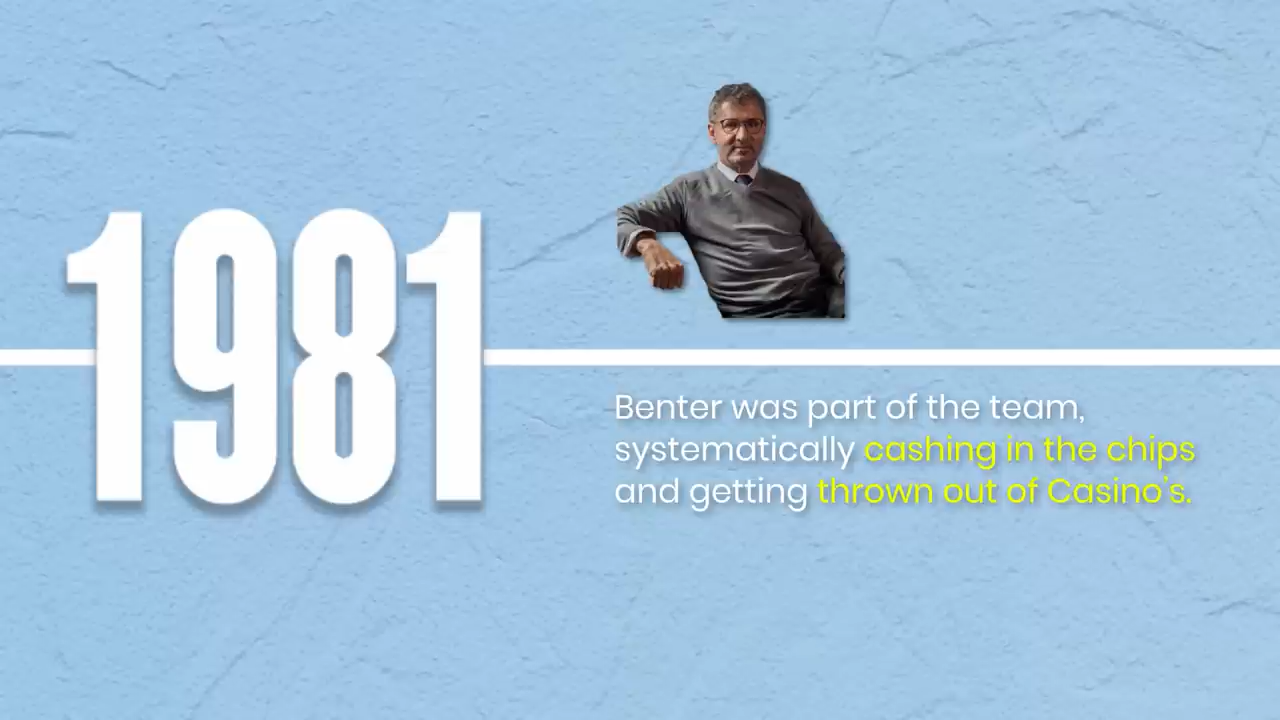 1981
Benter was part of the team,
systematically cashing in the chips
and getting thrown out of Casino's.